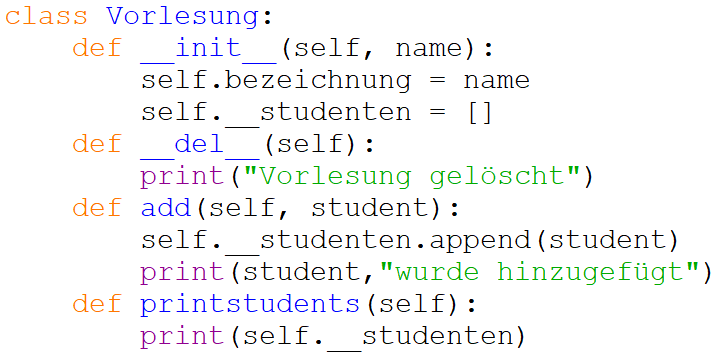 class Vorlesung:
    def __init__(self, name):
        self.bezeichnung = name
        self.__studenten = []
    def __del__(self):
        print("Vorlesung gelöscht")
    def add(self, student):
        self.__studenten.append(student)
        print(student,"wurde hinzugefügt")
    def printstudents(self):
        print(self.__studenten)